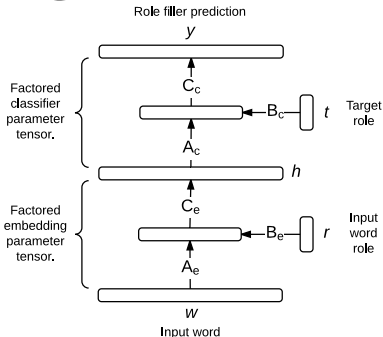 Role filler prediction
y
Factored
classifier
parameter
tensor.
C_c
B_c
t
Target
role
A_c
h
Factored
embedding
parameter
tensor.
C_e
B_e
r
Input
word
role
A_e
w
Input word